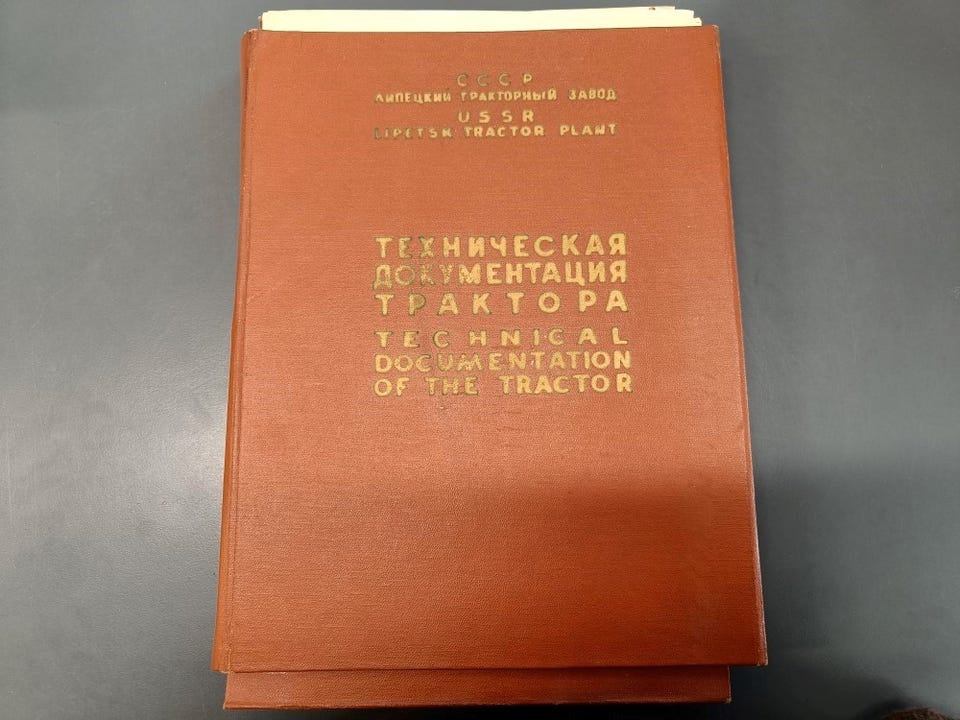 СССР
ЛИПЕЦКИЙ ТРАКТОРНЫЙ ЗАВОД
USSR
LIPETSK TRACTOR PLANT
ТЕХНИЧЕСКАЯ
ДОКУМЕНТАЦИЯ
ТРАКТОРА
TECHNICAL
DOCUMENTATION
OF THE TRACTOR